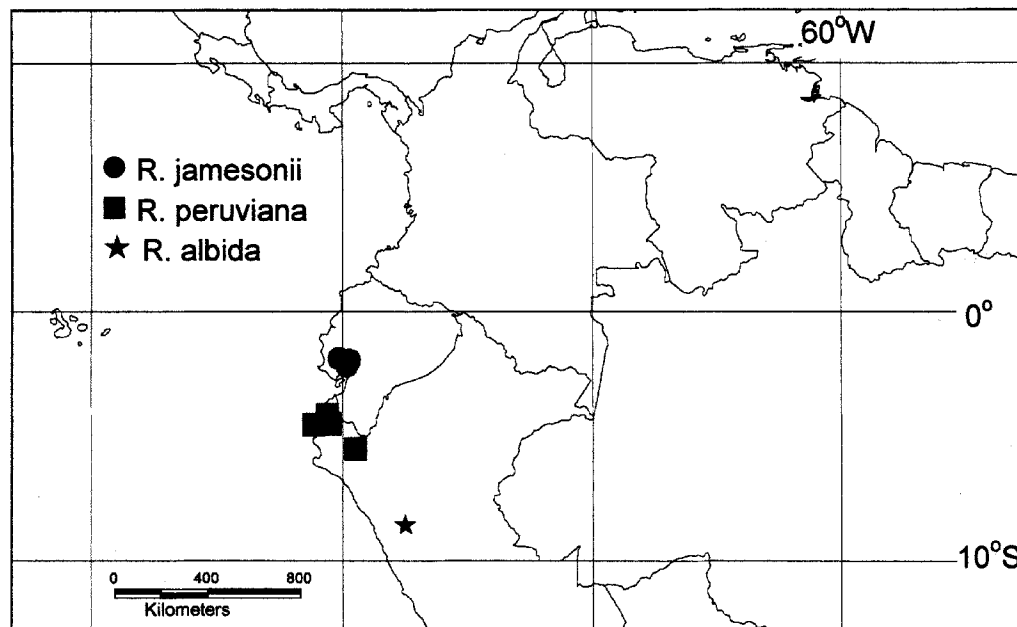 60°W
R. jamesonii
R. peruviana
R. albida
0°
10°S
0 400 800
Kilometers